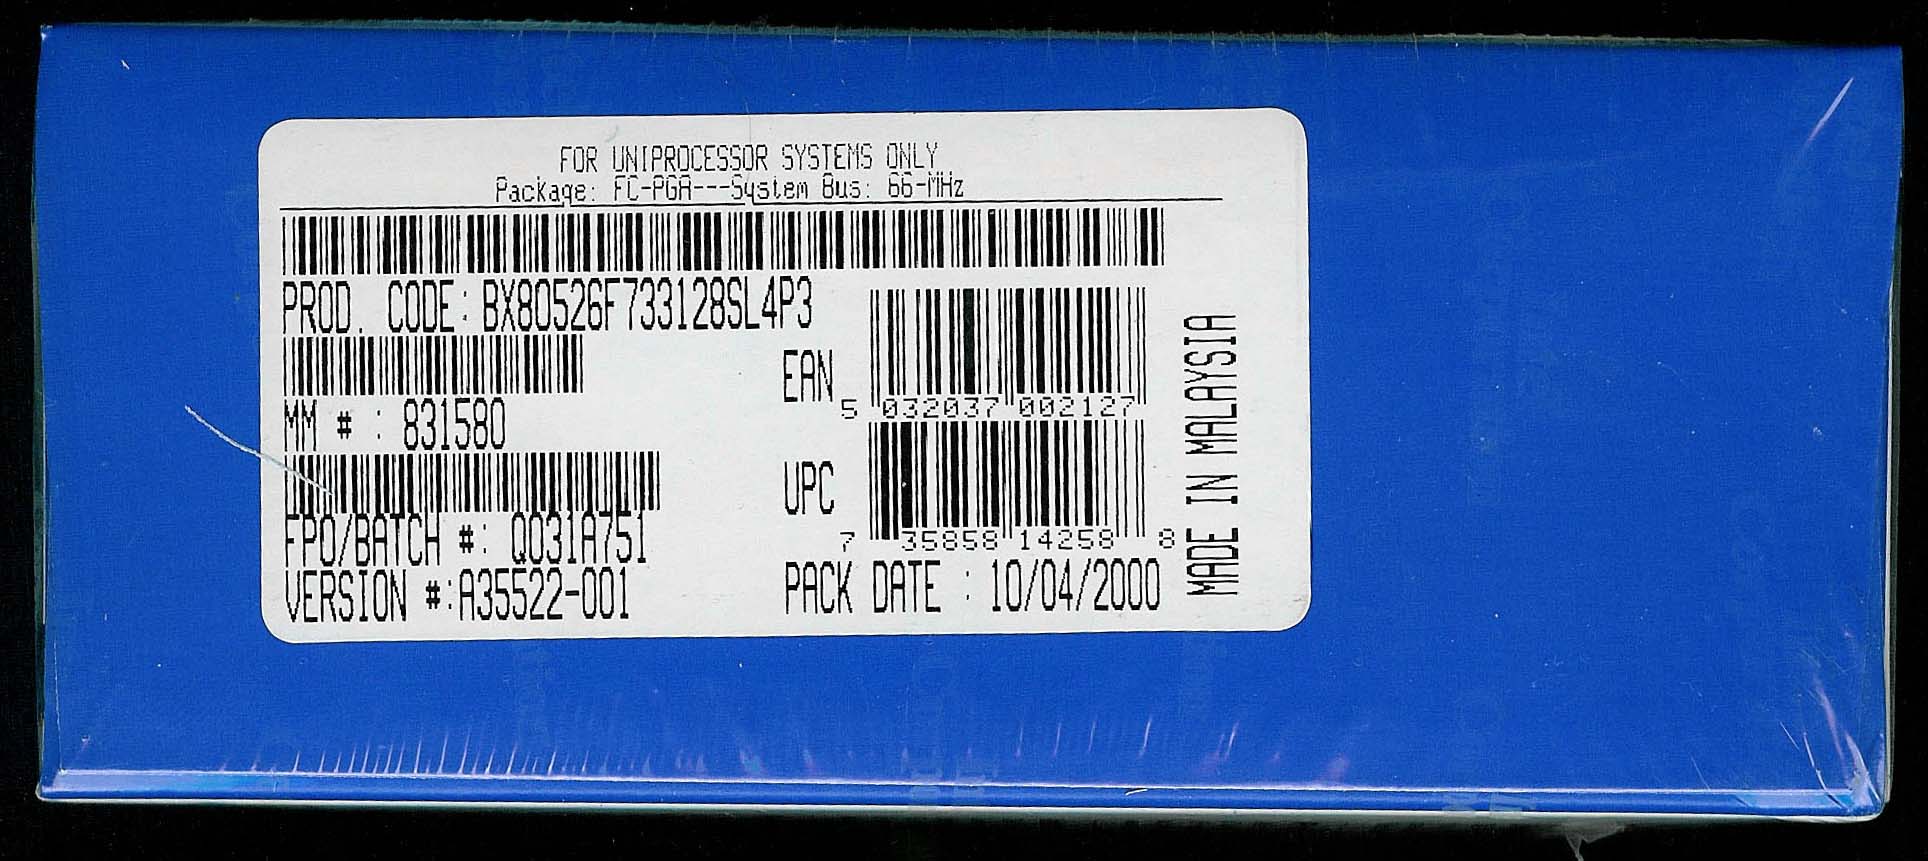 FOR UNIPROCESSOR SYSTEMS ONLY
Package: FC-PGA---System Bus: 66-MHz
PROD. CODE: BX80526F733128SL4P3
MM # : 831580
FPO/BATCH #: Q031A751
VERSION #:A35522-001
EAN
5 032037 002127
UPC
7 35858 14258 8
PACK DATE : 10/04/2000
MADE IN MALAYSIA